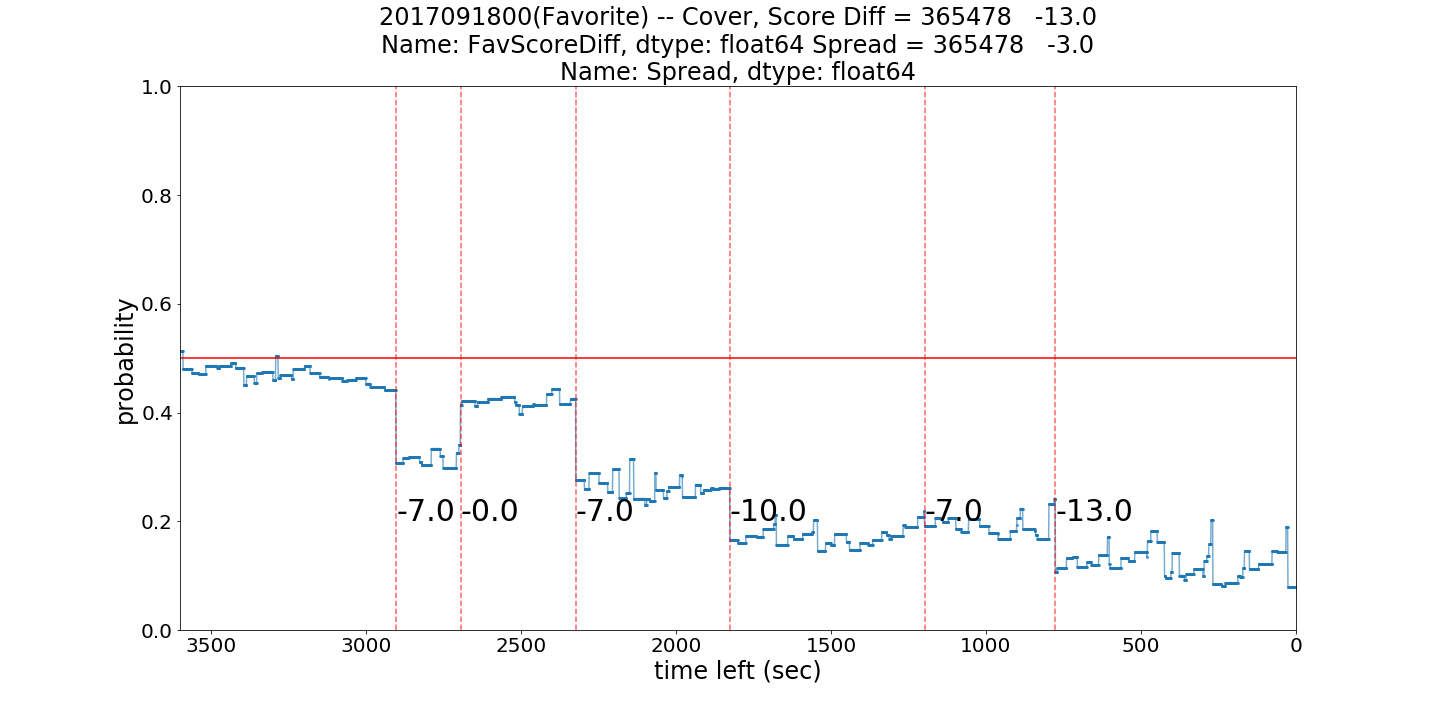 2017091800(Favorite) -- Cover, Score Diff = 365478   -13.0
Name: FavScoreDiff, dtype: float64 Spread = 365478   -3.0
Name: Spread, dtype: float64
1.0
0.8
0.6
0.4
0.2
0.0
probability
-7.0 -0.0 -7.0 -10.0 -7.0 -13.0
3500 3000 2500 2000 1500 1000 500 0
time left (sec)